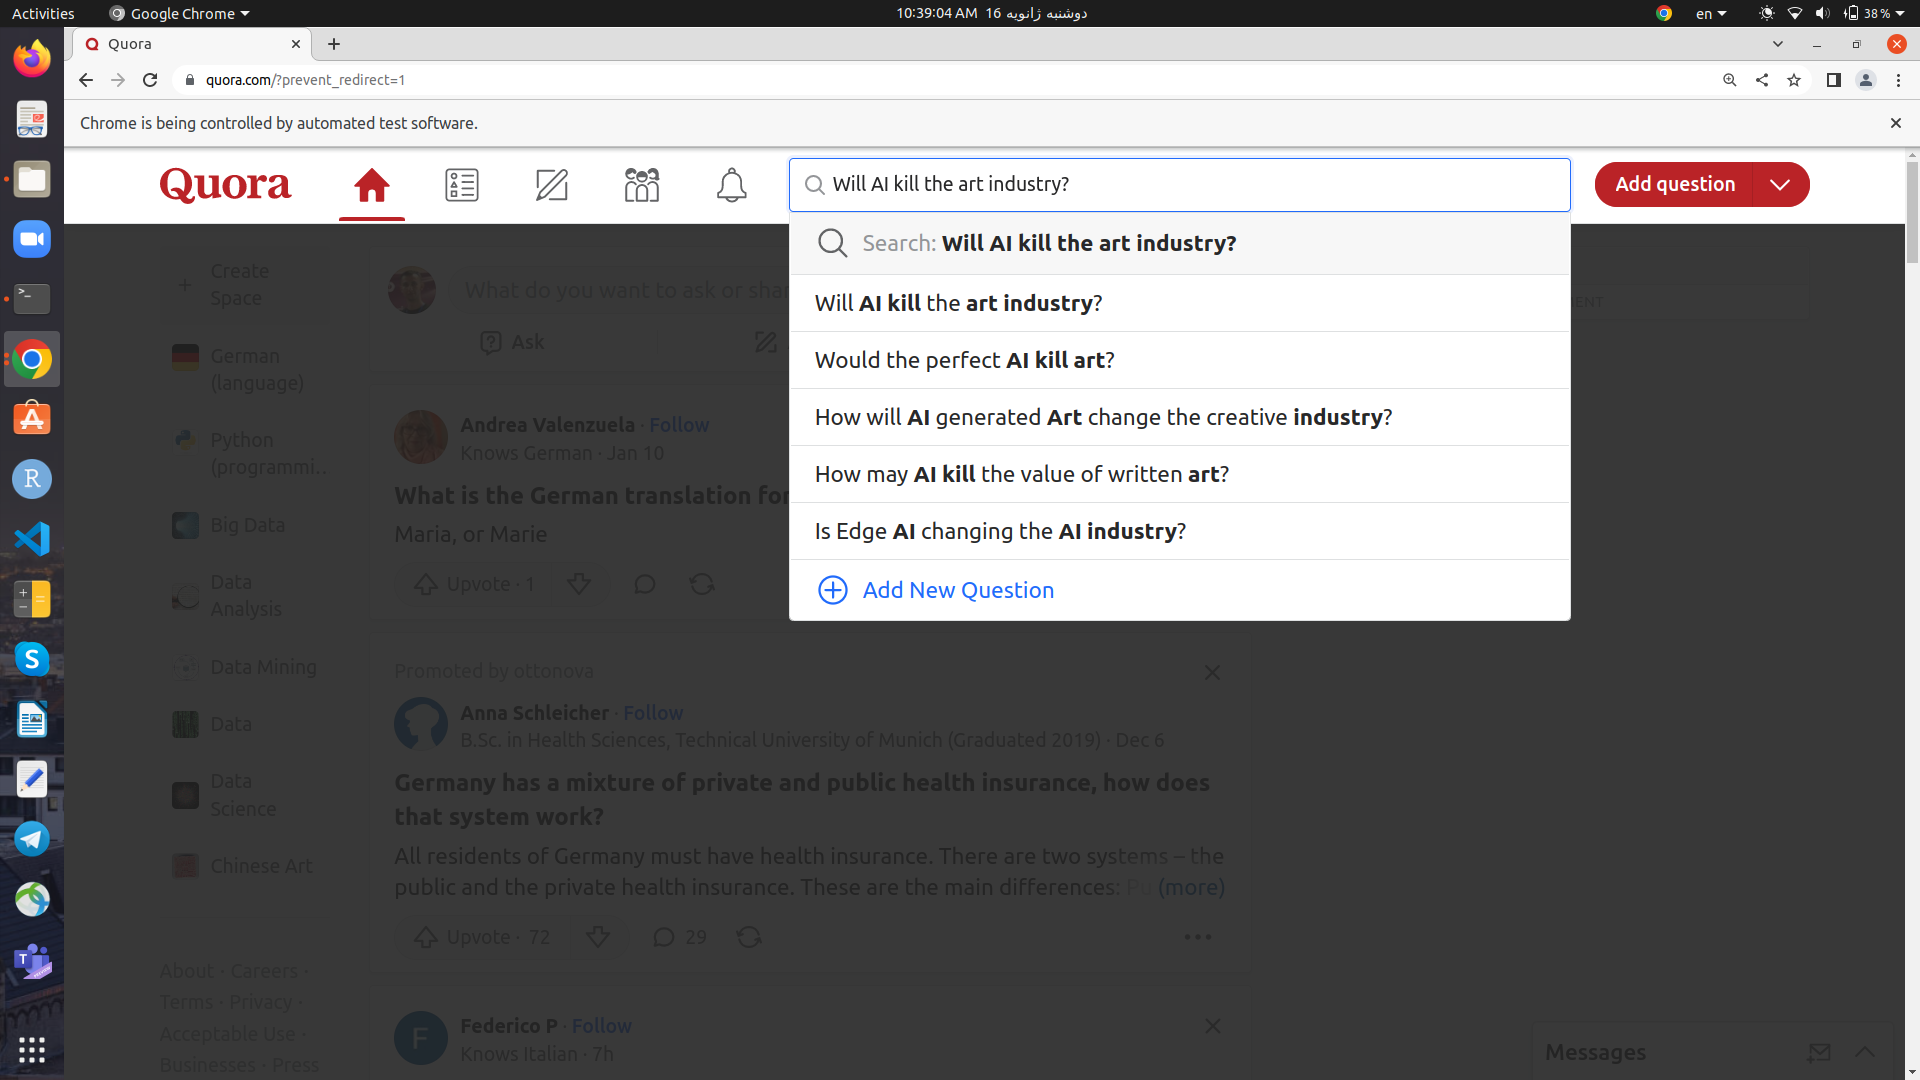 Activities
Google Chrome
10:39:04 AM دوشنبه ژانویه 16
en
38 %
Quora
quora.com/?prevent_redirect=1
Chrome is being controlled by automated test software.
Quora
Will AI kill the art industry?
Add question
Search: Will AI kill the art industry?
Will AI kill the art industry?
Would the perfect AI kill art?
How will AI generated Art change the creative industry?
How may AI kill the value of written art?
Is Edge AI changing the AI industry?
Add New Question
Create
Space
German
(language)
Python
(programmi...
Big Data
Data
Analysis
Data Mining
Data
Data
Science
Chinese Art
About · Careers ·
Terms · Privacy ·
Acceptable Use ·
Businesses · Press
What do you want to ask or shar
Ask
Andrea Valenzuela · Follow
Knows German · Jan 10
What is the German translation for
Maria, or Marie
Upvote · 1
Promoted by ottonova
Anna Schleicher · Follow
B.Sc. in Health Sciences, Technical University of Munich (Graduated 2019) · Dec 6
Germany has a mixture of private and public health insurance, how does
that system work?
All residents of Germany must have health insurance. There are two systems – the
public and the private health insurance. These are the main differences: (more)
Upvote · 72
29
F
Federico P · Follow
Knows Italian · 7h
Messages